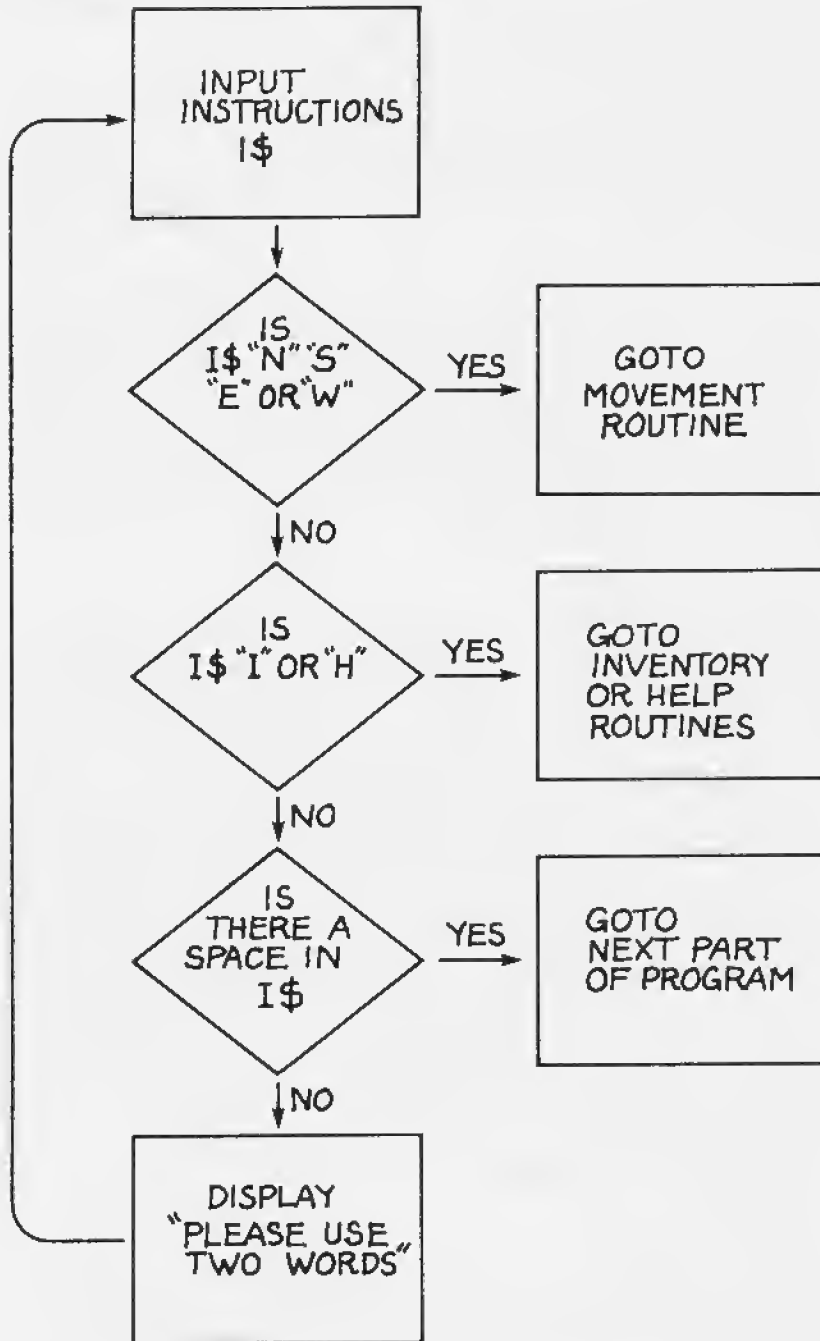 INPUT
INSTRUCTIONS
I$
IS
I$ "N" "S"
"E" OR "W"
YES
GOTO
MOVEMENT
ROUTINE
NO
IS
I$ "I" OR "H"
YES
GOTO
INVENTORY
OR HELP
ROUTINES
NO
IS
THERE A
SPACE IN
I$
YES
GOTO
NEXT PART
OF PROGRAM
NO
DISPLAY
"PLEASE USE
TWO WORDS"